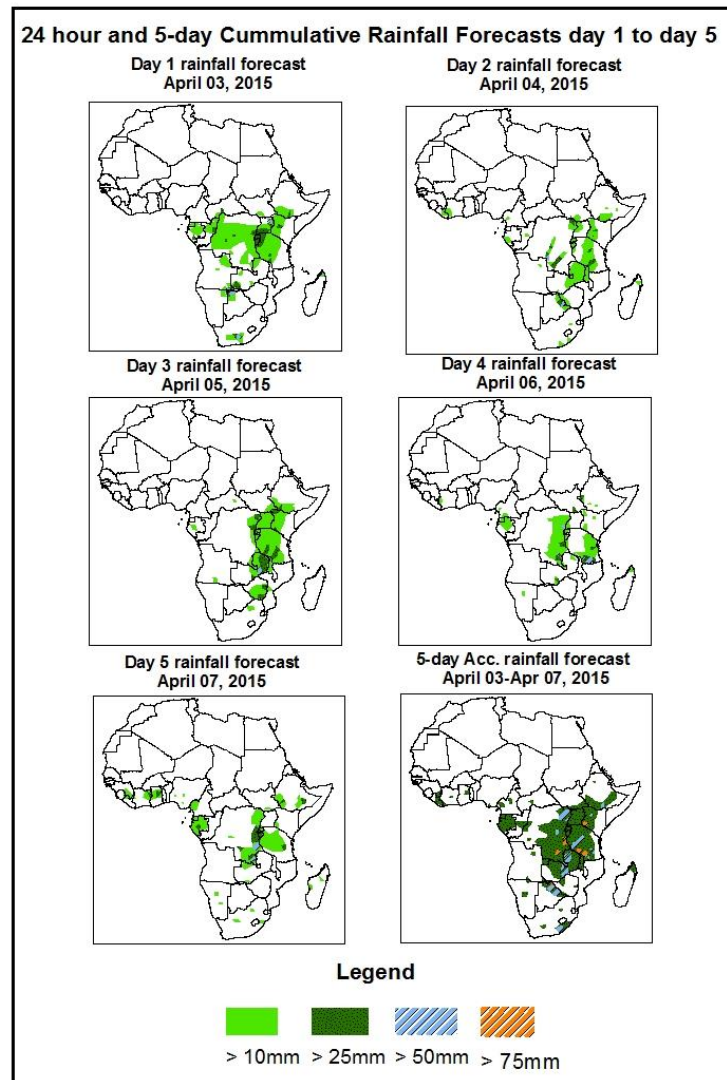 24 hour and 5-day Cummulative Rainfall Forecasts day 1 to day 5
Day 1 rainfall forecast
April 03, 2015
Day 2 rainfall forecast
April 04, 2015
Day 3 rainfall forecast
April 05, 2015
Day 4 rainfall forecast
April 06, 2015
Day 5 rainfall forecast
April 07, 2015
5-day Acc. rainfall forecast
April 03-Apr 07, 2015
Legend
> 10mm > 25mm > 50mm > 75mm